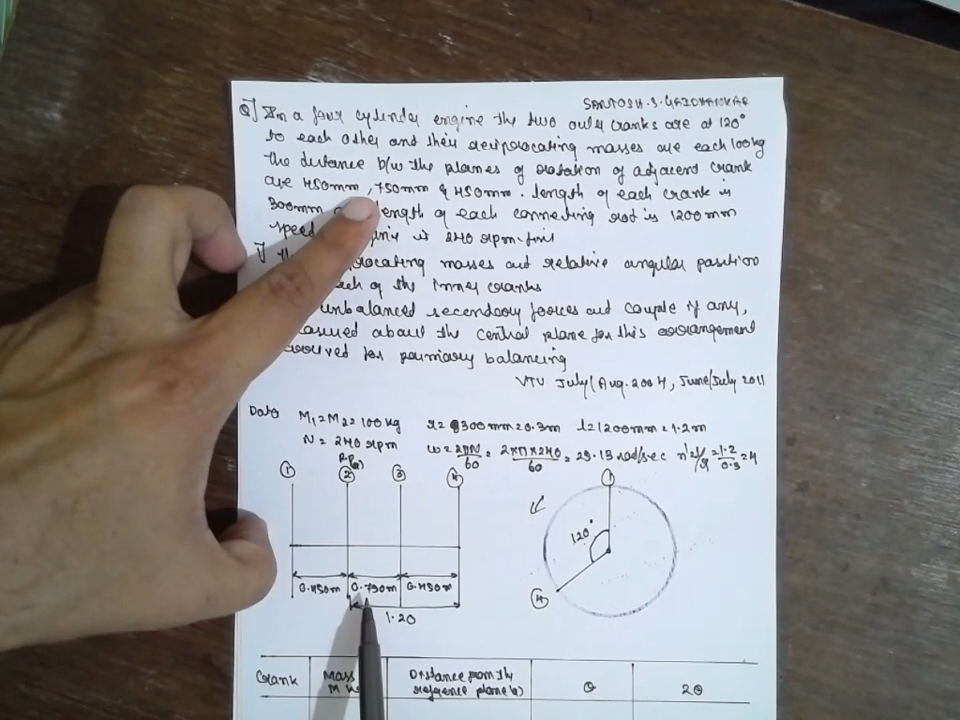 SANTOSH.S.GAZDHANKAR
Q] In a four cylinder engine the two outer cranks are at 120°
to each other and their reciprocating masses are each 100kg
the distance b/w the planes of rotation of adjacent crank
are 450mm, 750mm & 450mm. length of each crank is
300mm length of each connecting rod is 1200mm
speed is 240 rpm.find
1] masses and relative angular position
of the inner cranks
unbalanced secondary forces and couple if any,
about the central plane for this arrangement
for primary balancing
VTU July/Aug.2004, June/July 2011
Data M1=M2=100kg r=300mm=0.3m l=1200mm=1.2m
N=240rpm ω=2πN/60=2×π×240/60=25.13rad/sec n=l/r=1.2/0.3=4
R.P
① ② ③ ④ ①
120°
0.450m 0.750m 0.450m ④
1.20
Crank Mass Distance from the θ 2θ
M reference plane